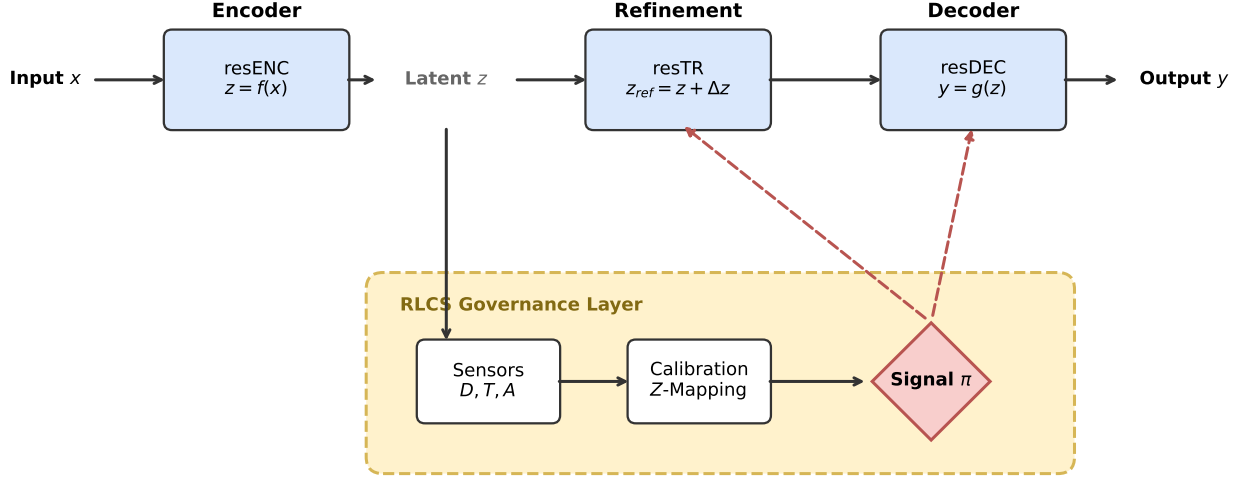 Encoder
Refinement
Decoder
Input x
resENC
z = f(x)
Latent z
resTR
z_ref = z + Δz
resDEC
y = g(z)
Output y
RLCS Governance Layer
Sensors
D, T, A
Calibration
Z-Mapping
Signal π